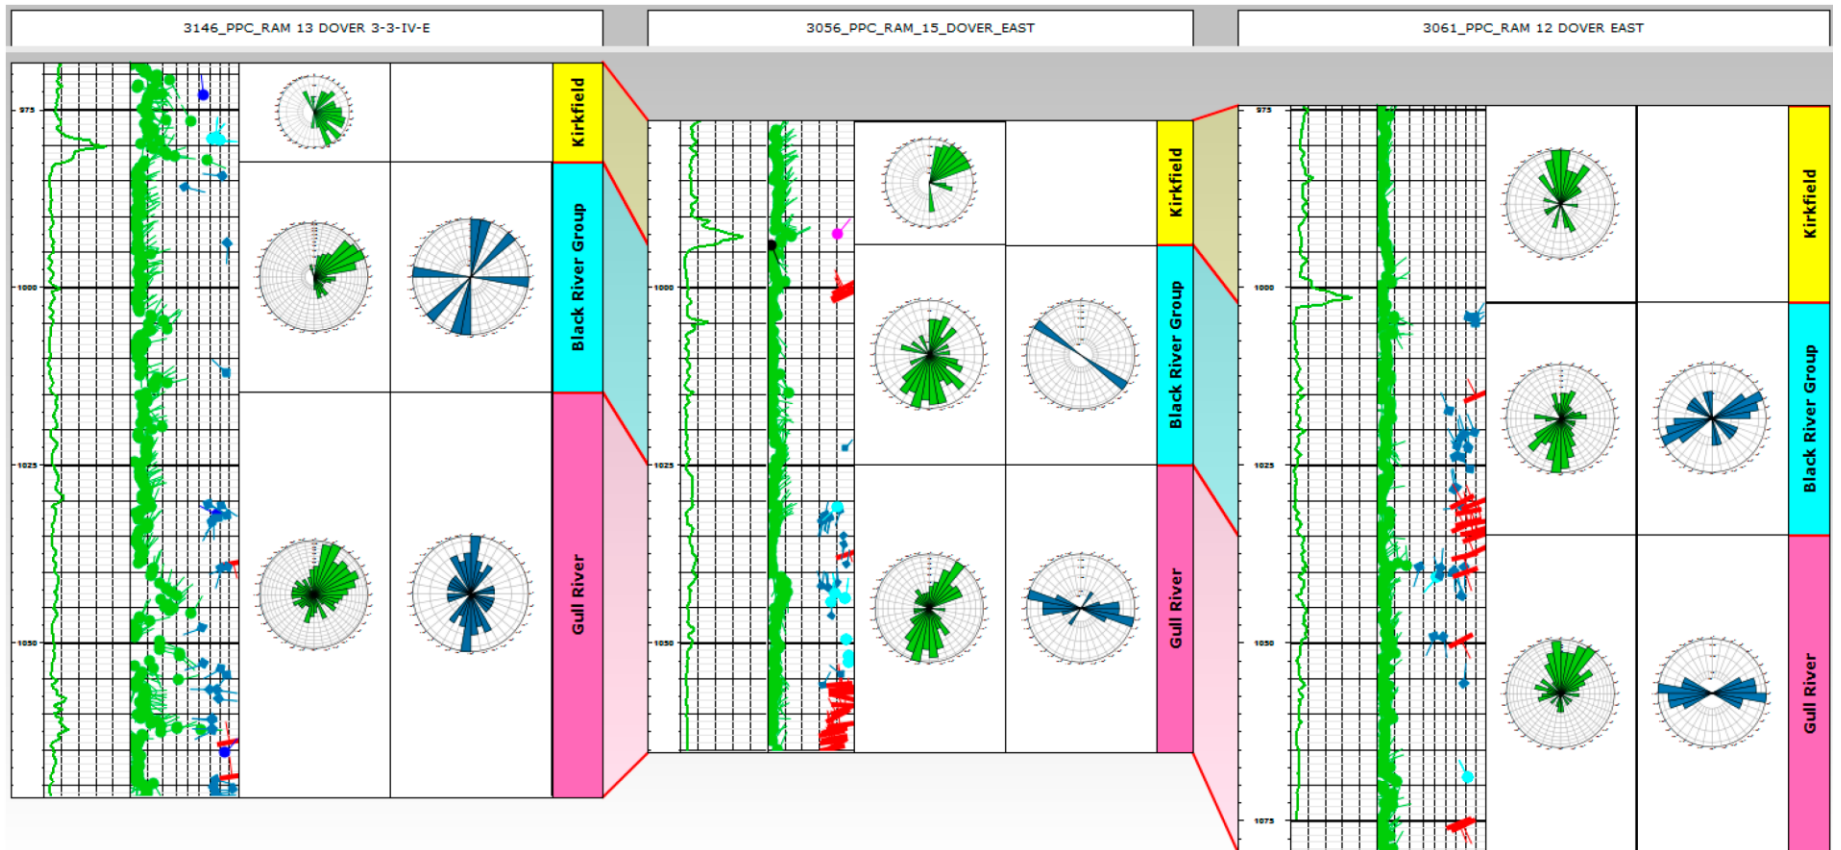 3146_PPC_RAM 13 DOVER 3-3-IV-E
3056_PPC_RAM_15_DOVER_EAST
3061_PPC_RAM 12 DOVER EAST
975
1000
1025
1050
Kirkfield
Black River Group
Gull River
1000
1025
1050
Kirkfield
Black River Group
Gull River
975
1000
1025
1050
1075
Kirkfield
Black River Group
Gull River